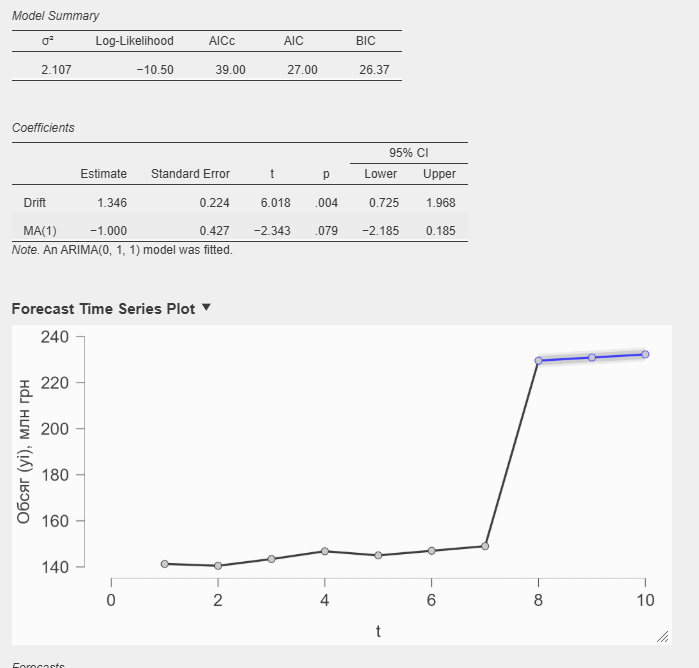 Model Summary
σ² Log-Likelihood AICc AIC BIC
2.107 −10.50 39.00 27.00 26.37
Coefficients
95% CI
Estimate Standard Error t p Lower Upper
Drift 1.346 0.224 6.018 .004 0.725 1.968
MA(1) −1.000 0.427 −2.343 .079 −2.185 0.185
Note. An ARIMA(0, 1, 1) model was fitted.
Forecast Time Series Plot ▼
Обсяг (yi), млн грн
240
220
200
180
160
140
0 2 4 6 8 10
t
Forecasts